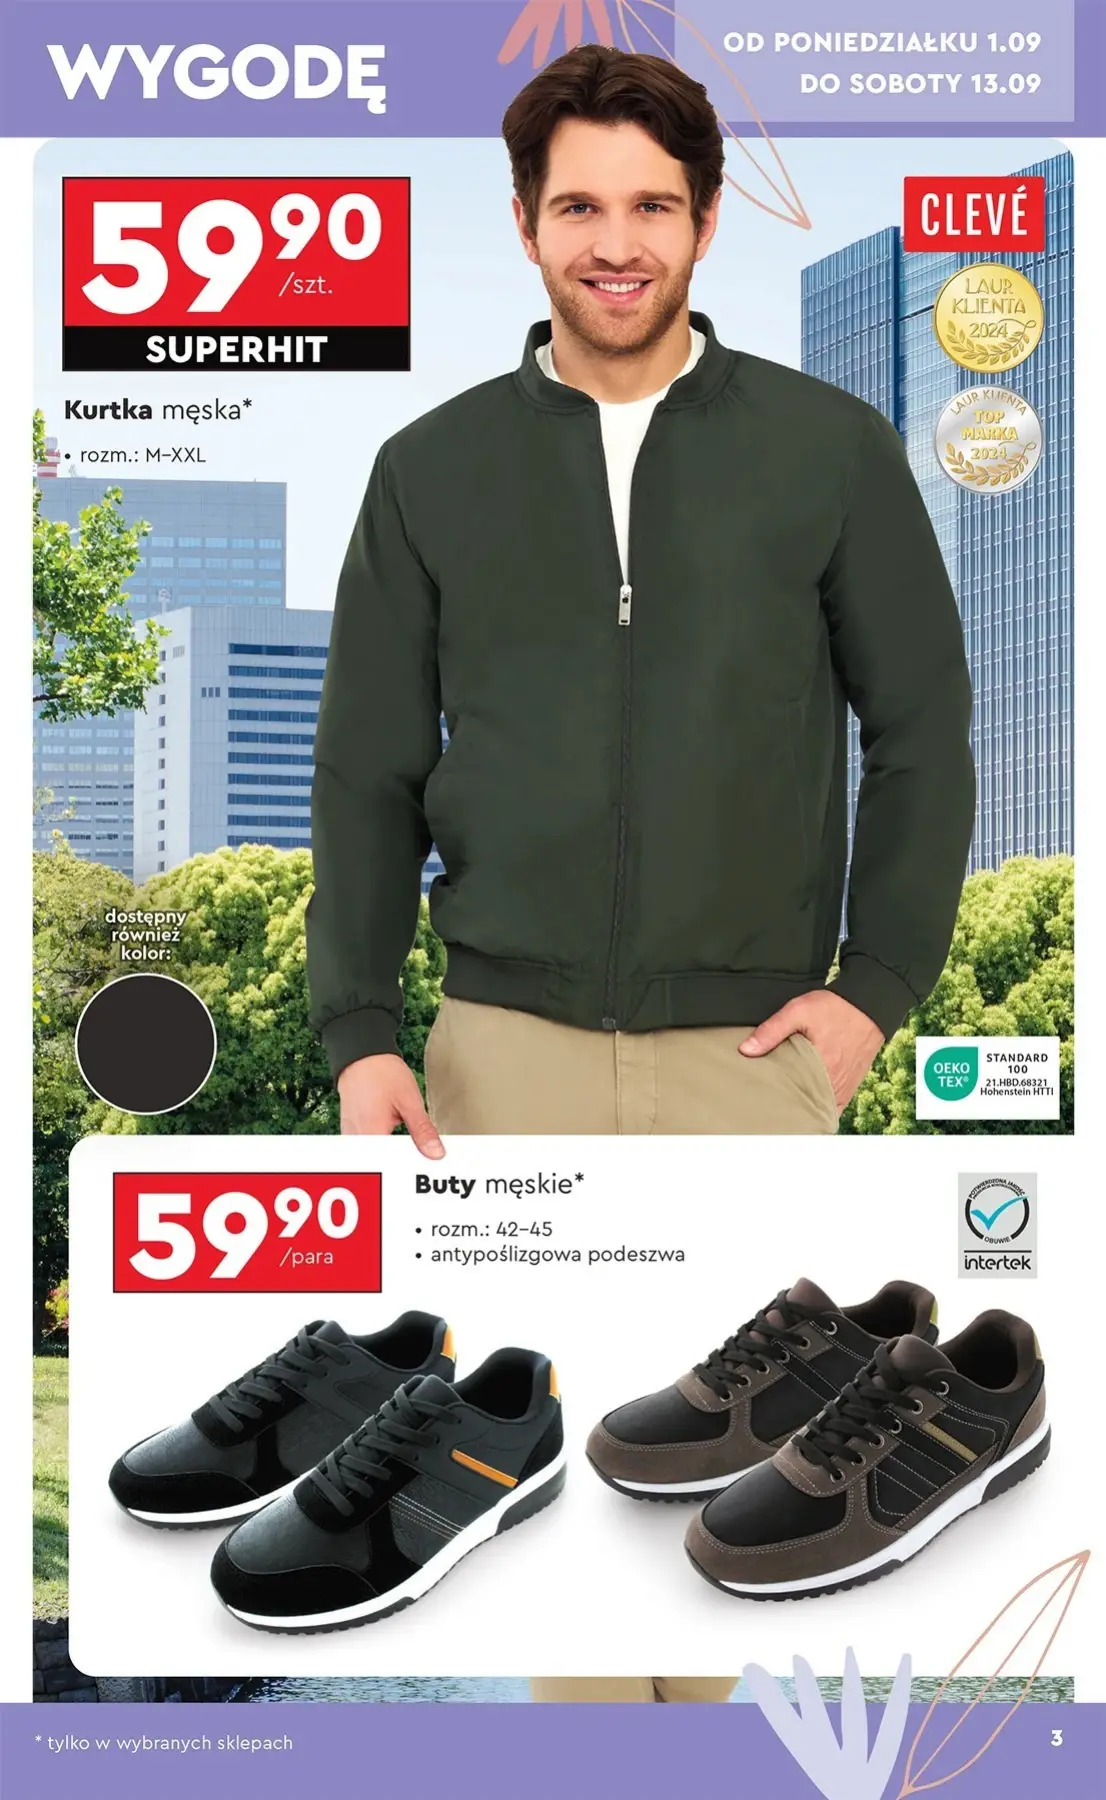 WYGODĘ
OD PONIEDZIAŁKU 1.09
DO SOBOTY 13.09
59 90
/szt.
SUPERHIT
Kurtka męska*
• rozm.: M–XXL
CLEVÉ
LAUR
KLIENTA
2024
LAUR KLIENTA
TOP
MARKA
2024
dostępny
również
kolor:
OEKO
TEX®
STANDARD
100
21.HBD.68321
Hohenstein HTTI
59 90
/para
Buty męskie*
• rozm.: 42–45
• antypoślizgowa podeszwa
POTWIERDZONA JAKOŚĆ
OBUWIE
intertek
* tylko w wybranych sklepach
3